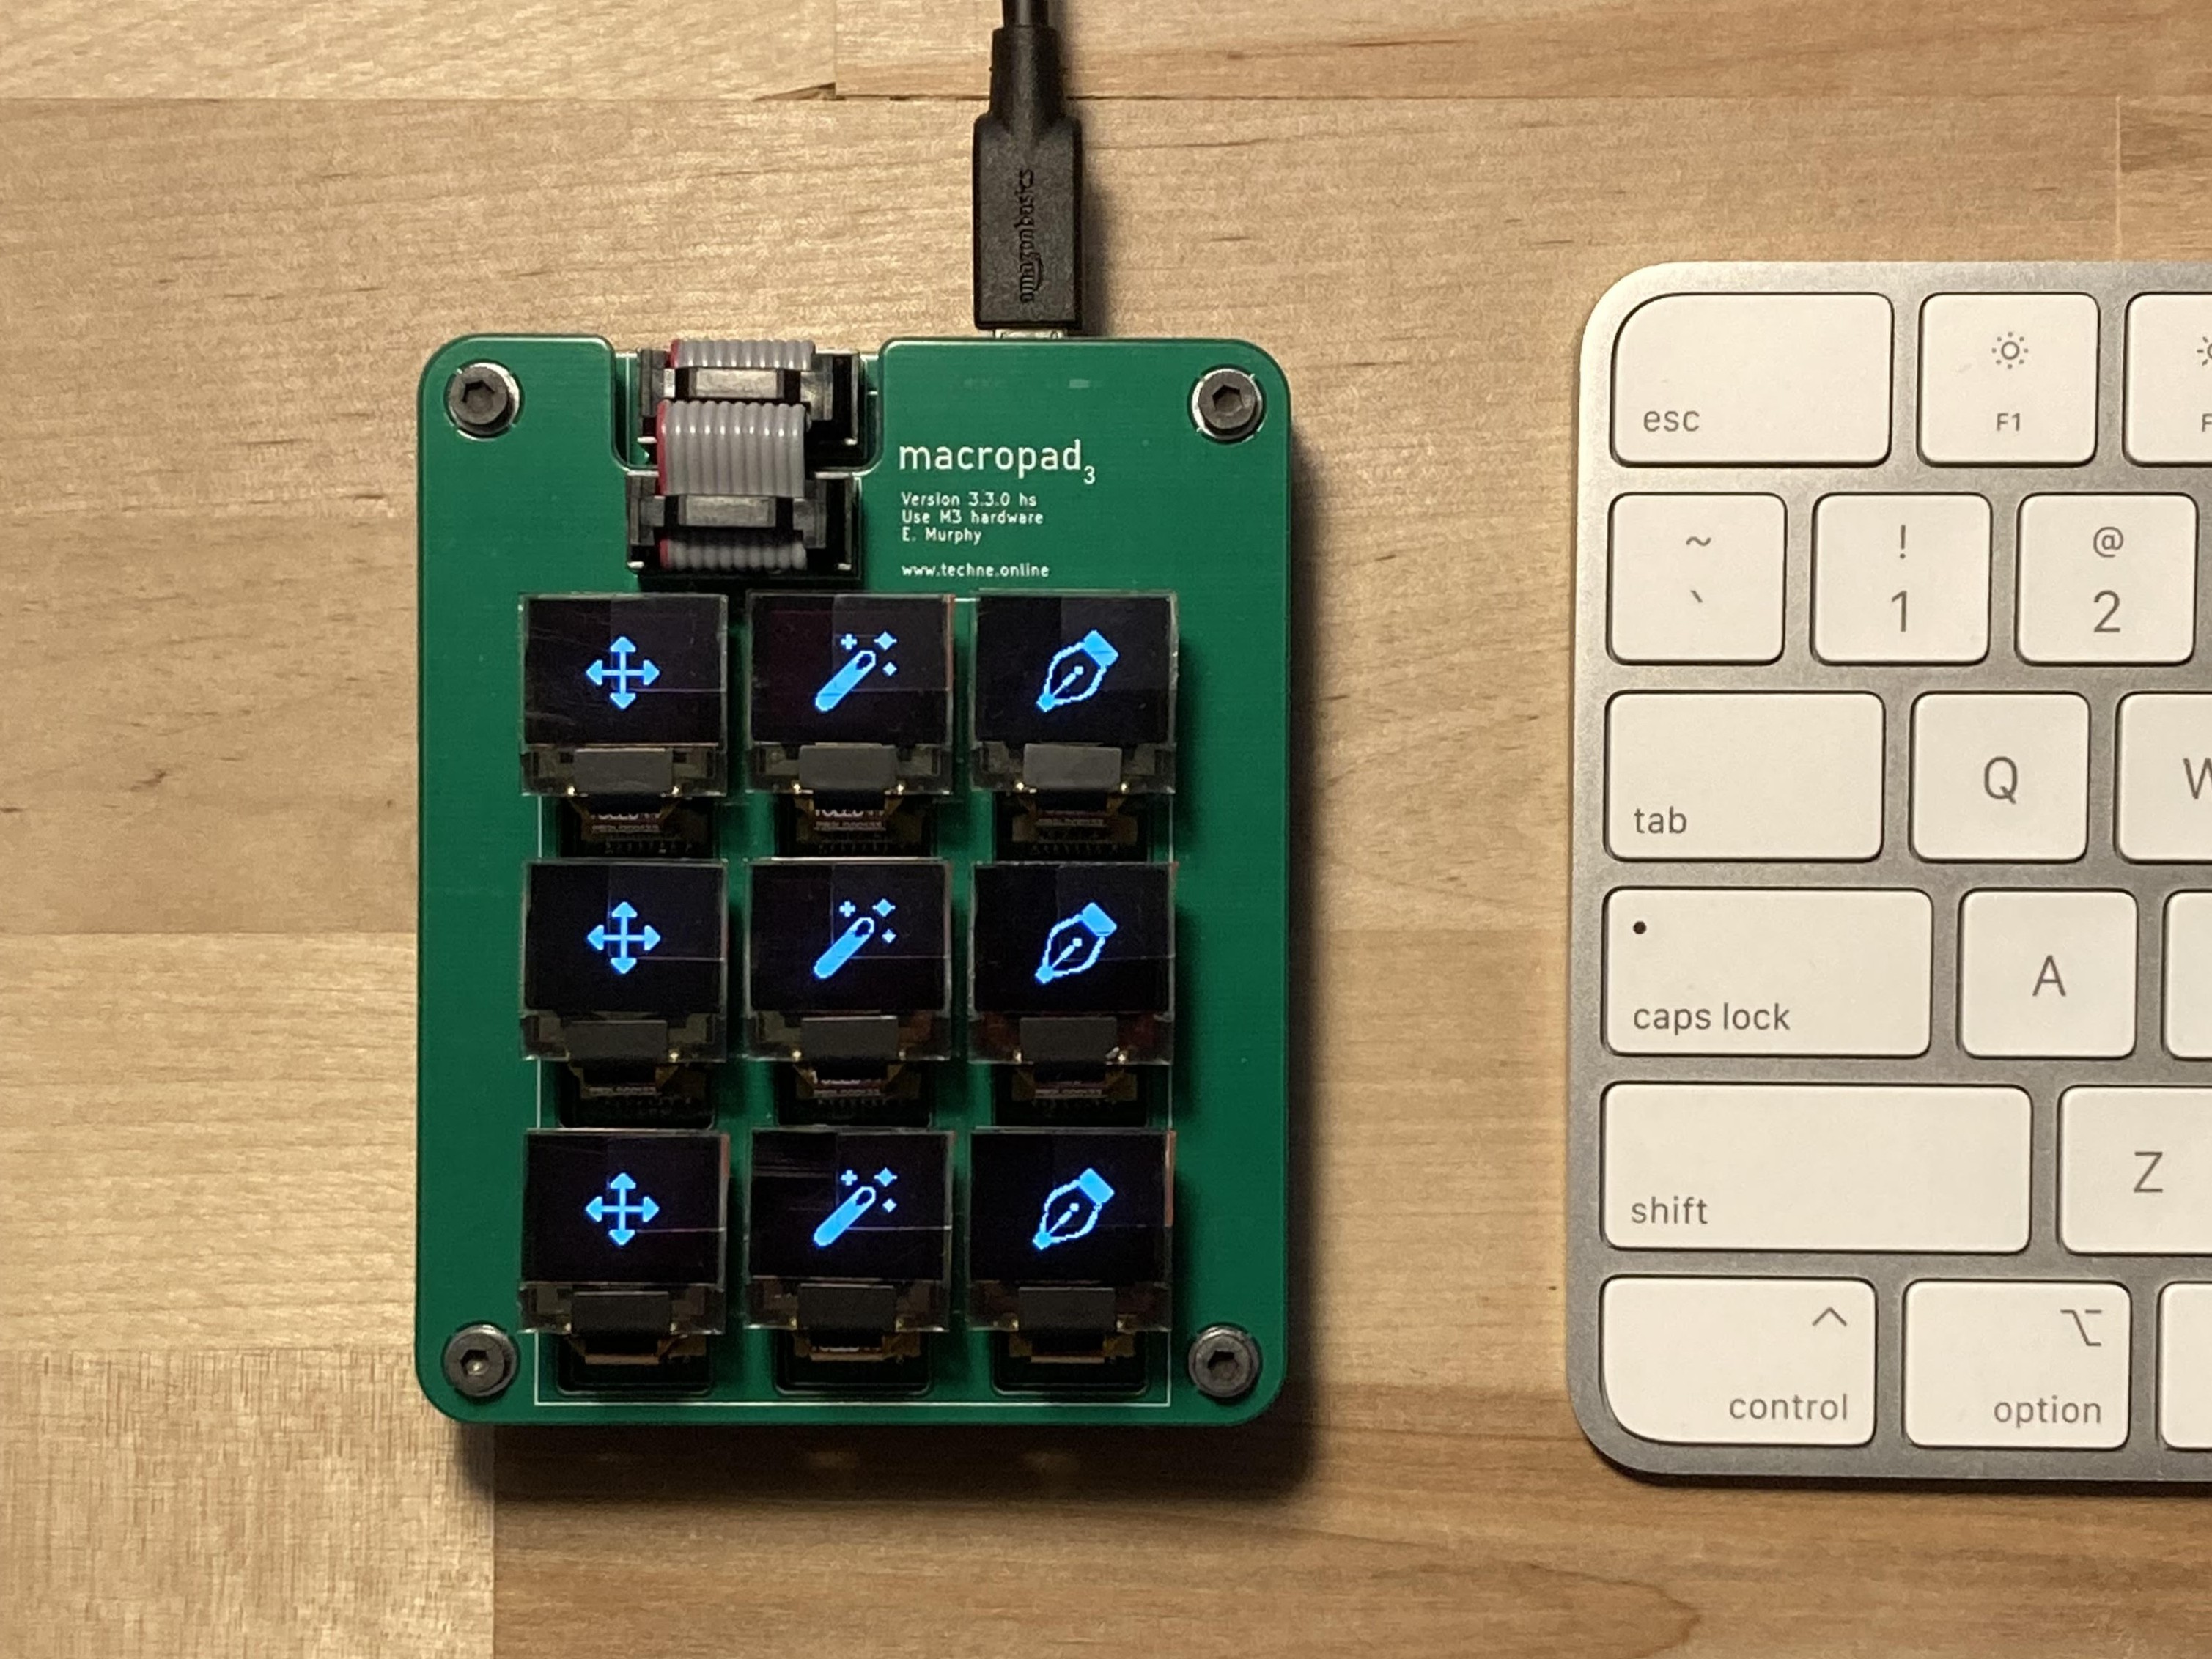 amazonbasics
macropad3
Version 3.3.0 hs
Use M3 hardware
E. Murphy
www.techne.online
esc
F1
~
`
!
1
@
2
tab
Q
W
caps lock
A
shift
Z
^
control
⌥
option